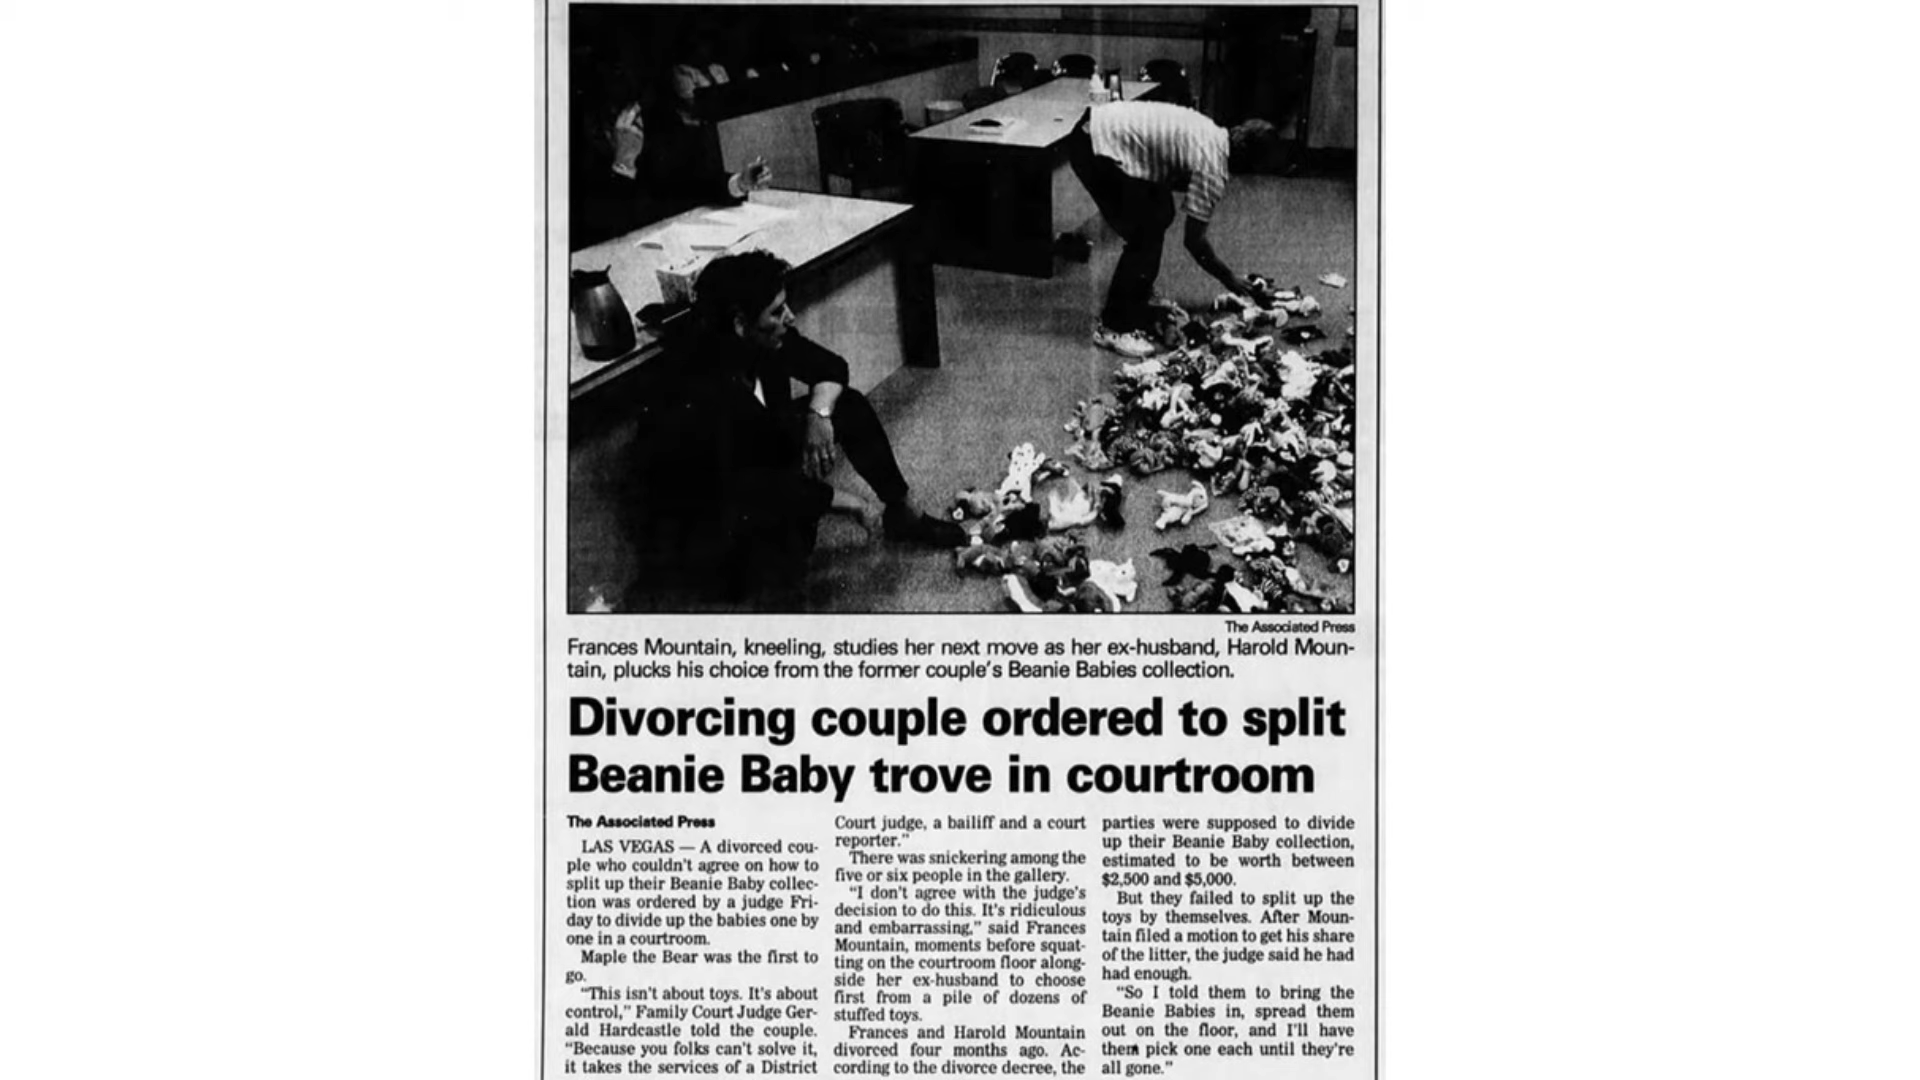 The Associated Press
Frances Mountain, kneeling, studies her next move as her ex-husband, Harold Moun-
tain, plucks his choice from the former couple's Beanie Babies collection.
Divorcing couple ordered to split
Beanie Baby trove in courtroom
The Associated Press
LAS VEGAS — A divorced cou-
ple who couldn't agree on how to
split up their Beanie Baby collec-
tion was ordered by a judge Fri-
day to divide up the babies one by
one in a courtroom.
Maple the Bear was the first to
go.
"This isn't about toys. It's about
control," Family Court Judge Ger-
ald Hardcastle told the couple.
"Because you folks can't solve it,
it takes the services of a District
Court judge, a bailiff and a court
reporter."
There was snickering among the
five or six people in the gallery.
"I don't agree with the judge's
decision to do this. It's ridiculous
and embarrassing," said Frances
Mountain, moments before squat-
ting on the courtroom floor along-
side her ex-husband to choose
first from a pile of dozens of
stuffed toys.
Frances and Harold Mountain
divorced four months ago. Ac-
cording to the divorce decree, the
parties were supposed to divide
up their Beanie Baby collection,
estimated to be worth between
$2,500 and $5,000.
But they failed to split up the
toys by themselves. After Moun-
tain filed a motion to get his share
of the litter, the judge said he had
had enough.
"So I told them to bring the
Beanie Babies in, spread them
out on the floor, and I'll have
them pick one each until they're
all gone."